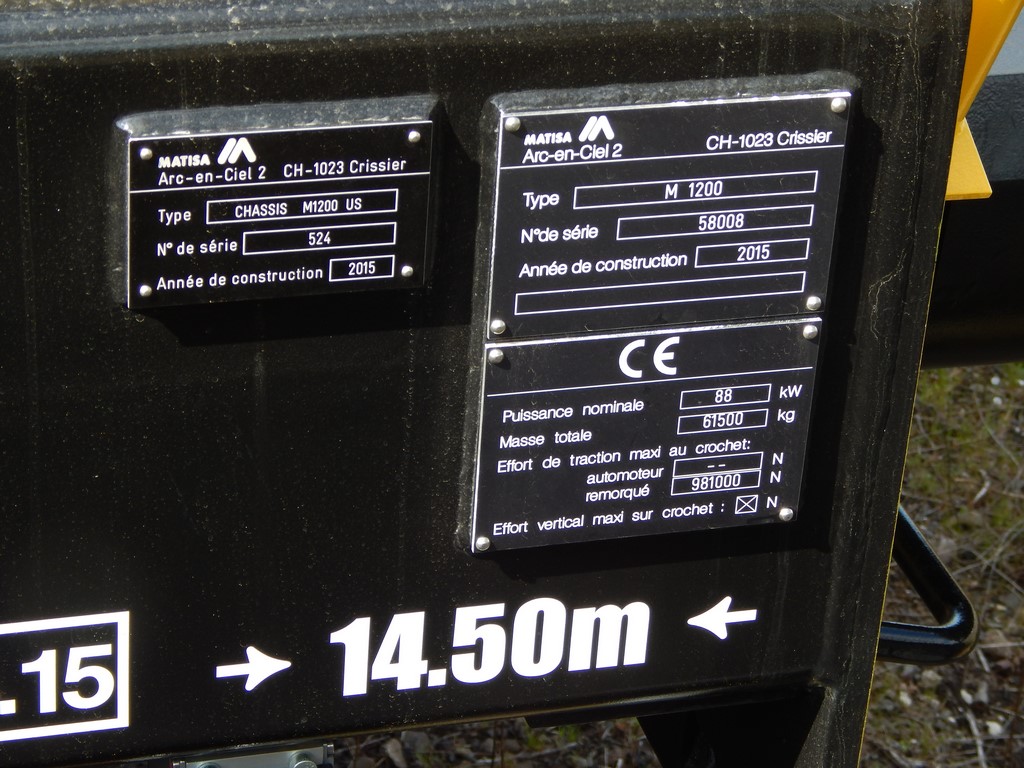 MATISA
Arc-en-Ciel 2 CH-1023 Crissier
Type CHASSIS M1200 US
N° de série 524
Année de construction 2015
MATISA
Arc-en-Ciel 2 CH-1023 Crissier
Type M 1200
N°de série 58008
Année de construction 2015
CE
Puissance nominale 88 kW
Masse totale 61500 kg
Effort de traction maxi au crochet:
automoteur -- N
remorqué 981000 N
Effort vertical maxi sur crochet : ☒ N
.15
→ 14.50m ←